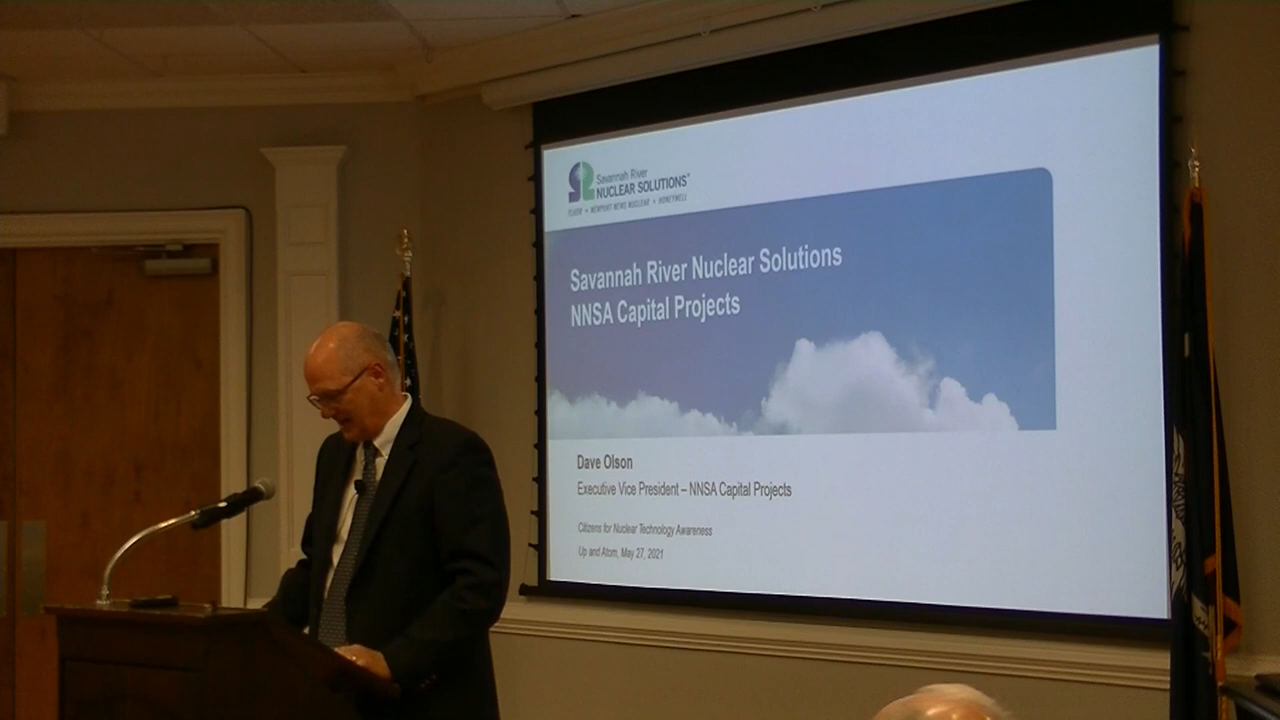 Savannah River
NUCLEAR SOLUTIONS™
FLUOR • NEWPORT NEWS NUCLEAR • HONEYWELL
Savannah River Nuclear Solutions
NNSA Capital Projects
Dave Olson
Executive Vice President – NNSA Capital Projects
Citizens for Nuclear Technology Awareness
Up and Atom, May 27, 2021